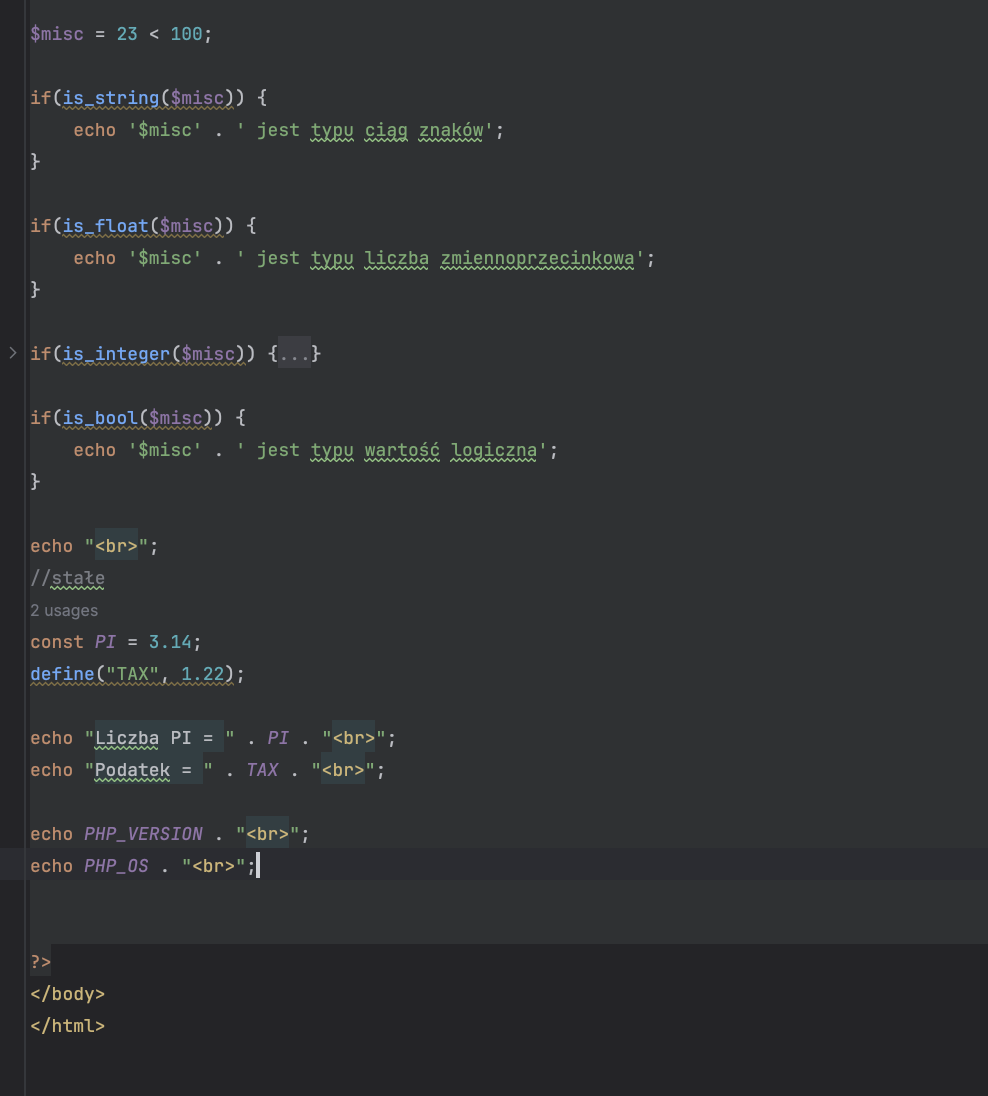 $misc = 23 < 100;
if(is_string($misc)) {
    echo '$misc' . ' jest typu ciąg znaków';
}
if(is_float($misc)) {
    echo '$misc' . ' jest typu liczba zmiennoprzecinkowa';
}
if(is_integer($misc)) {...}
if(is_bool($misc)) {
    echo '$misc' . ' jest typu wartość logiczna';
}
echo "<br>";
//stałe
2 usages
const PI = 3.14;
define("TAX", 1.22);
echo "Liczba PI = " . PI . "<br>";
echo "Podatek = " . TAX . "<br>";
echo PHP_VERSION . "<br>";
echo PHP_OS . "<br>";
?>
</body>
</html>